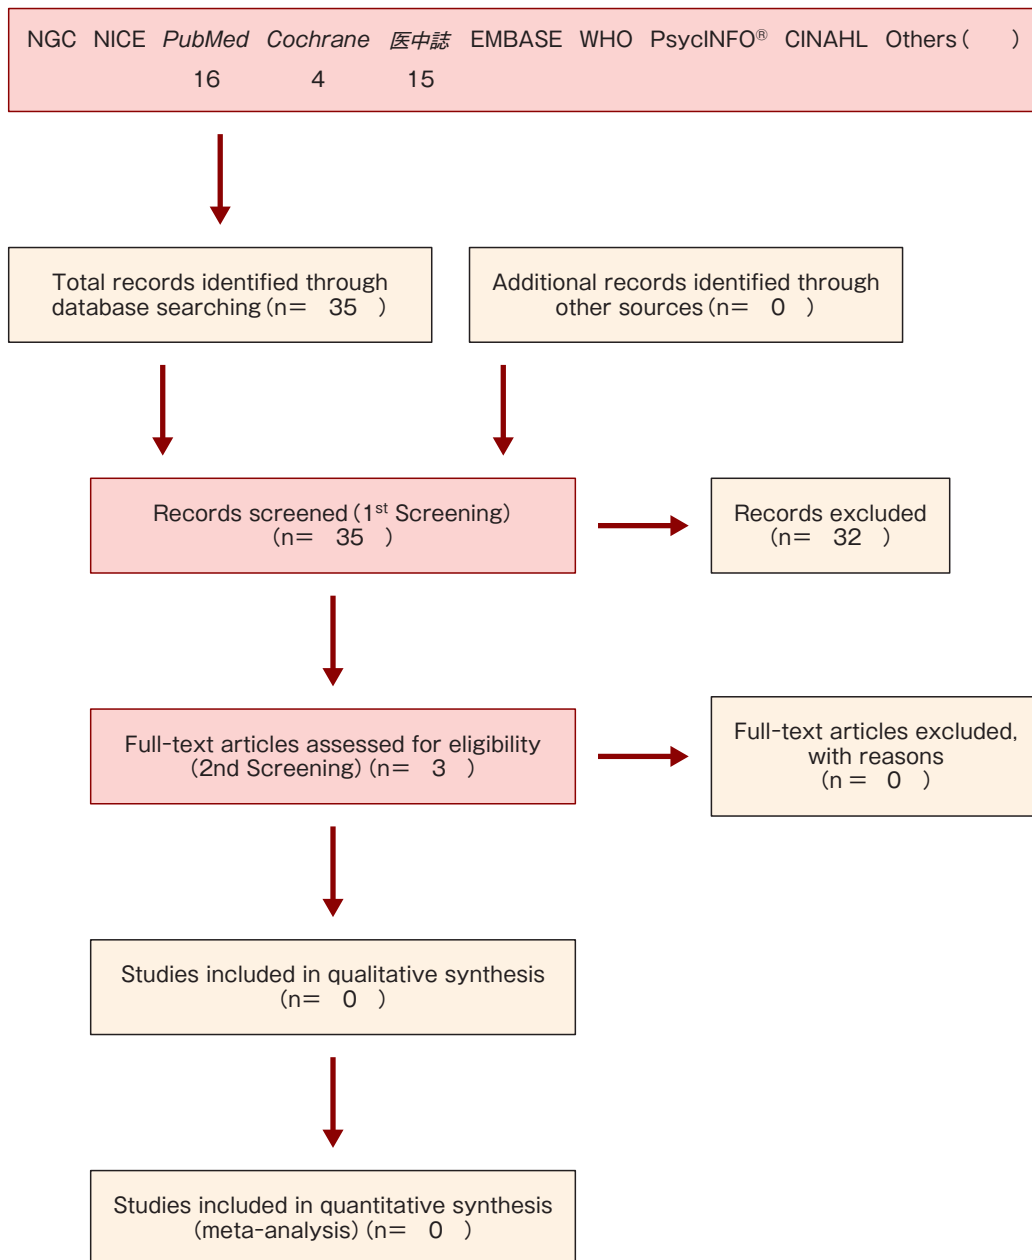 NGC NICE PubMed Cochrane 医中誌 EMBASE WHO PsycINFO® CINAHL Others ( )
16 4 15
Total records identified through
database searching (n= 35 )
Additional records identified through
other sources (n= 0 )
Records screened (1st Screening)
(n= 35 )
Records excluded
(n= 32 )
Full-text articles assessed for eligibility
(2nd Screening) (n= 3 )
Full-text articles excluded,
with reasons
(n = 0 )
Studies included in qualitative synthesis
(n= 0 )
Studies included in quantitative synthesis
(meta-analysis) (n= 0 )